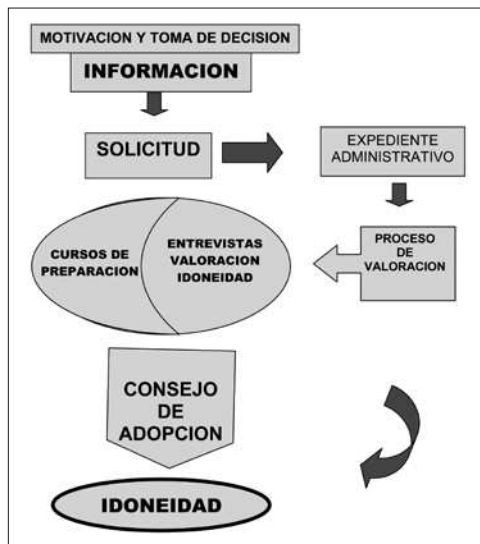 MOTIVACION Y TOMA DE DECISION
INFORMACION
SOLICITUD
EXPEDIENTE
ADMINISTRATIVO
PROCESO
DE
VALORACION
CURSOS DE
PREPARACION
ENTREVISTAS
VALORACION
IDONEIDAD
CONSEJO
DE
ADOPCION
IDONEIDAD